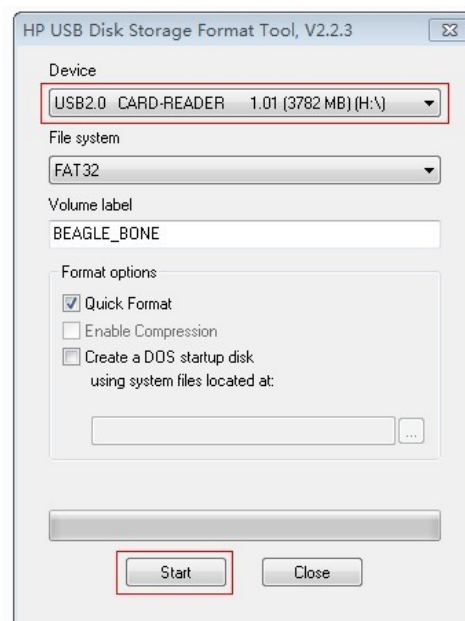 HP USB Disk Storage Format Tool, V2.2.3
Device
USB2.0 CARD-READER 1.01 (3782 MB) (H:\)
File system
FAT32
Volume label
BEAGLE_BONE
Format options
Quick Format
Enable Compression
Create a DOS startup disk
using system files located at:
...
Start
Close